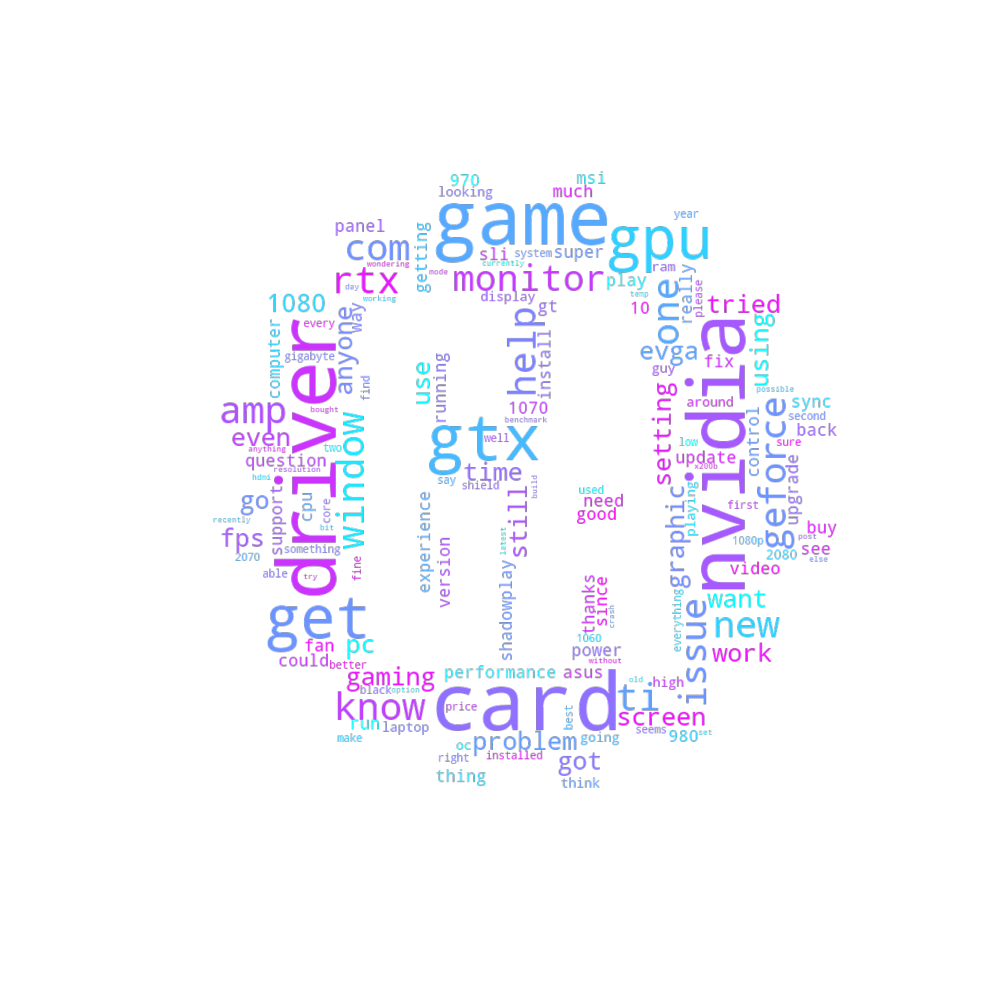 970
msi
looking
much
game
year
gpu
panel
getting
com
sli
system
super
really
wondering
currently
ram
rtx
mode
monitor
play
one
please
day
temp
display
1080
working
way
gt
10
tried
every
anyone
help
install
nvidia
using
computer
driver
evga
gigabyte
running
fix
guy
use
find
possible
setting
1070
around
sync
amp
bought
benchmark
geforce
second
control
window
gtx
back
even
well
low
sure
anything
two
update
question
resolution
time
x200b
upgrade
hdmi
say
shield
build
used
playing
go
support
cpu
core
experience
still
need
first
good
graphic
buy
recently
bit
fps
latest
1080p
post
something
version
see
2070
2080
else
fine
video
able
try
shadowplay
thanks
since
everything
want
get
crash
issue
new
fan
pc
1060
power
work
could
better
without
performance
asus
gaming
card
ti
old
high
black
option
know
price
best
screen
run
laptop
seems
980
set
make
oc
problem
going
right
installed
got
thing
think